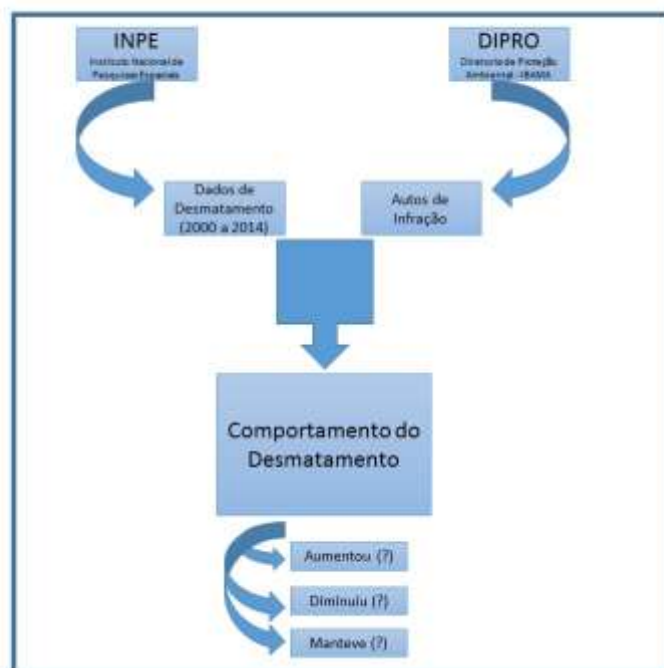 INPE
Instituto Nacional de
Pesquisas Espaciais
DIPRO
Diretoria de Proteção
Ambiental - IBAMA
Dados de
Desmatamento
(2000 a 2014)
Autos de
Infração
Comportamento do
Desmatamento
Aumentou (?)
Diminuiu (?)
Manteve (?)